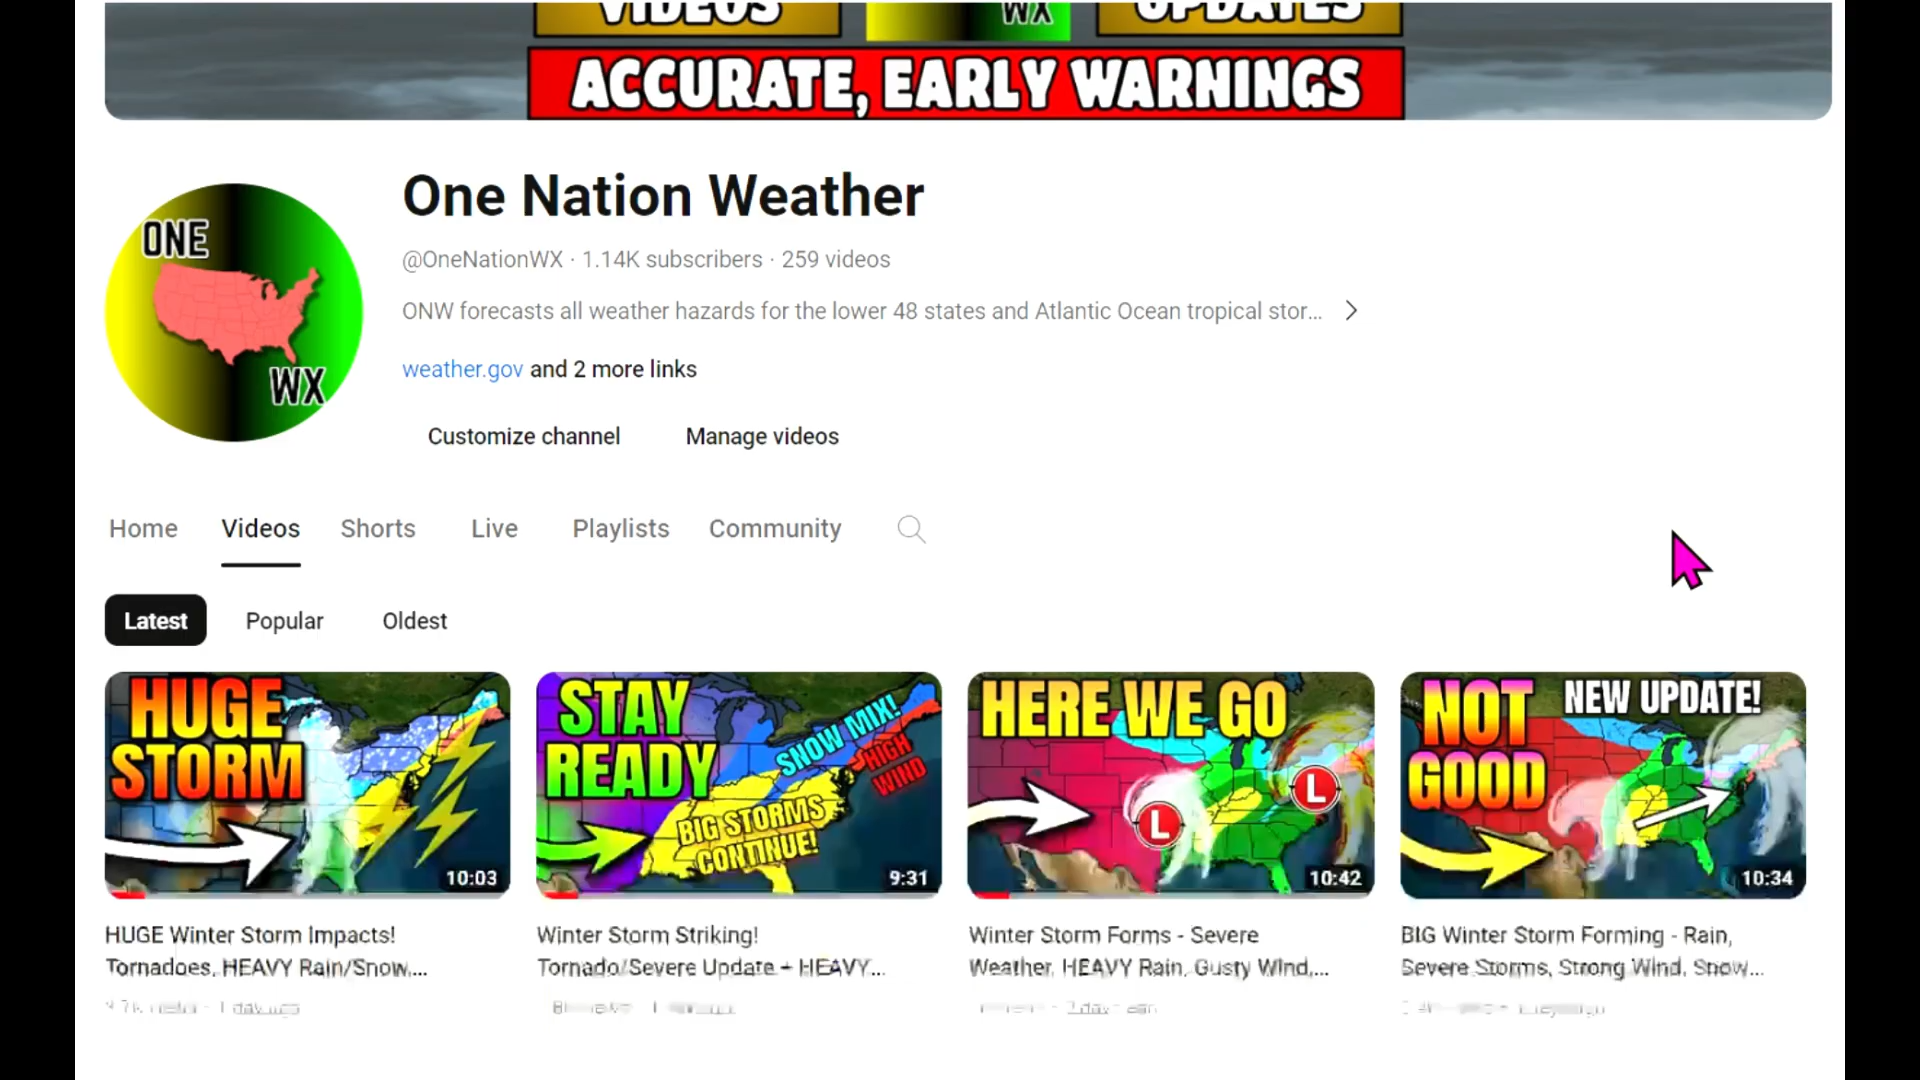 VIDEOS WX UPDATES
ACCURATE, EARLY WARNINGS
ONE
WX
One Nation Weather
@OneNationWX · 1.14K subscribers · 259 videos
ONW forecasts all weather hazards for the lower 48 states and Atlantic Ocean tropical stor...
weather.gov and 2 more links
Customize channel Manage videos
Home Videos Shorts Live Playlists Community
Latest Popular Oldest
HUGE
STORM
10:03
STAY
READY
SNOW MIX!
HIGH
WIND
BIG STORMS
CONTINUE!
9:31
HERE WE GO
L
L
10:42
NOT
GOOD
NEW UPDATE!
10:34
HUGE Winter Storm Impacts!
Tornadoes, HEAVY Rain/Snow,...
Winter Storm Striking!
Tornado/Severe Update - HEAVY...
Winter Storm Forms - Severe
Weather, HEAVY Rain, Gusty Wind,...
BIG Winter Storm Forming - Rain,
Severe Storms, Strong Wind, Snow...